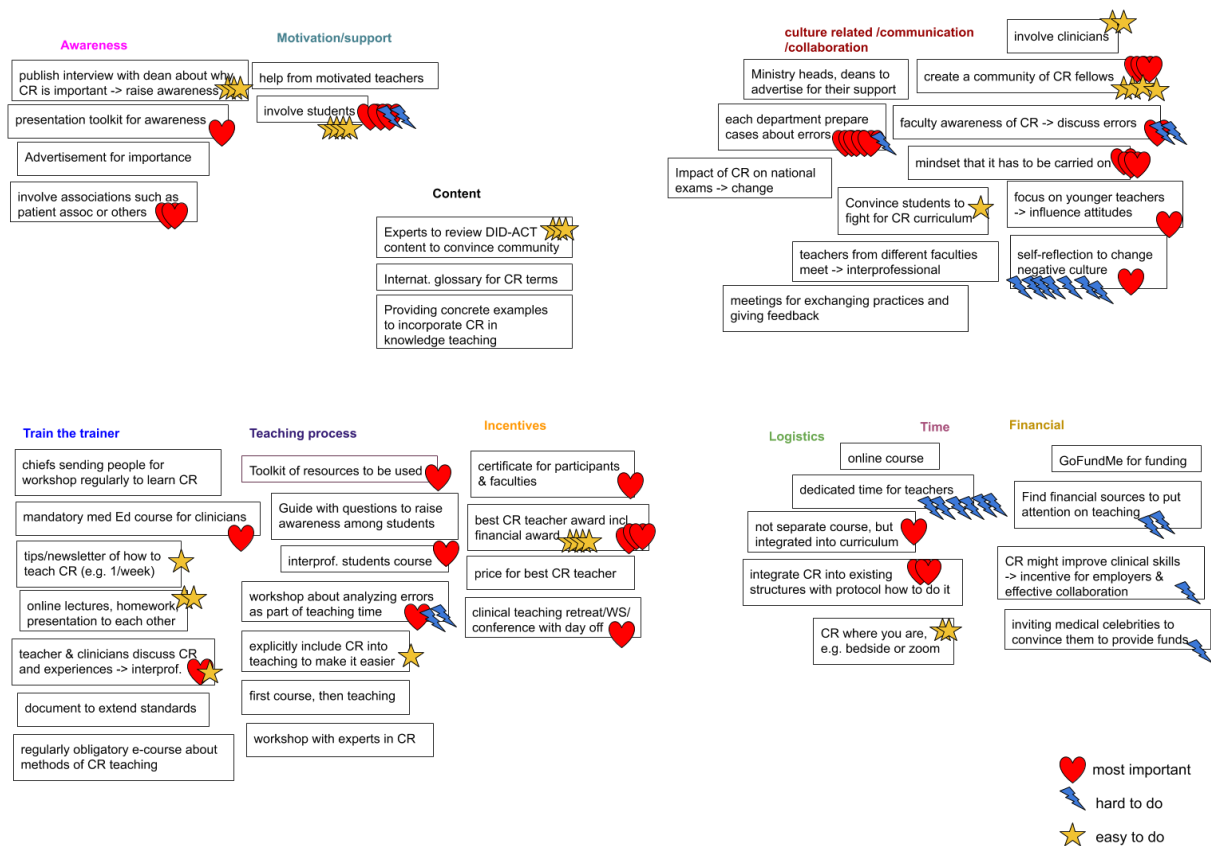 Awareness
publish interview with dean about why
CR is important -> raise awareness
presentation toolkit for awareness
Advertisement for importance
involve associations such as
patient assoc or others
Motivation/support
help from motivated teachers
involve students
Content
Experts to review DID-ACT
content to convince community
Internat. glossary for CR terms
Providing concrete examples
to incorporate CR in
knowledge teaching
culture related /communication
/collaboration
involve clinicians
Ministry heads, deans to
advertise for their support
create a community of CR fellows
each department prepare
cases about errors
faculty awareness of CR -> discuss errors
mindset that it has to be carried on
Impact of CR on national
exams -> change
Convince students to
fight for CR curriculum
focus on younger teachers
-> influence attitudes
teachers from different faculties
meet -> interprofessional
self-reflection to change
negative culture
meetings for exchanging practices and
giving feedback
Train the trainer
chiefs sending people for
workshop regularly to learn CR
mandatory med Ed course for clinicians
tips/newsletter of how to
teach CR (e.g. 1/week)
online lectures, homework,
presentation to each other
teacher & clinicians discuss CR
and experiences -> interprof.
document to extend standards
regularly obligatory e-course about
methods of CR teaching
Teaching process
Toolkit of resources to be used
Guide with questions to raise
awareness among students
interprof. students course
workshop about analyzing errors
as part of teaching time
explicitly include CR into
teaching to make it easier
first course, then teaching
workshop with experts in CR
Incentives
certificate for participants
& faculties
best CR teacher award incl.
financial award
price for best CR teacher
clinical teaching retreat/WS/
conference with day off
Logistics
Time
online course
dedicated time for teachers
not separate course, but
integrated into curriculum
integrate CR into existing
structures with protocol how to do it
CR where you are,
e.g. bedside or zoom
Financial
GoFundMe for funding
Find financial sources to put
attention on teaching
CR might improve clinical skills
-> incentive for employers &
effective collaboration
inviting medical celebrities to
convince them to provide funds
most important
hard to do
easy to do